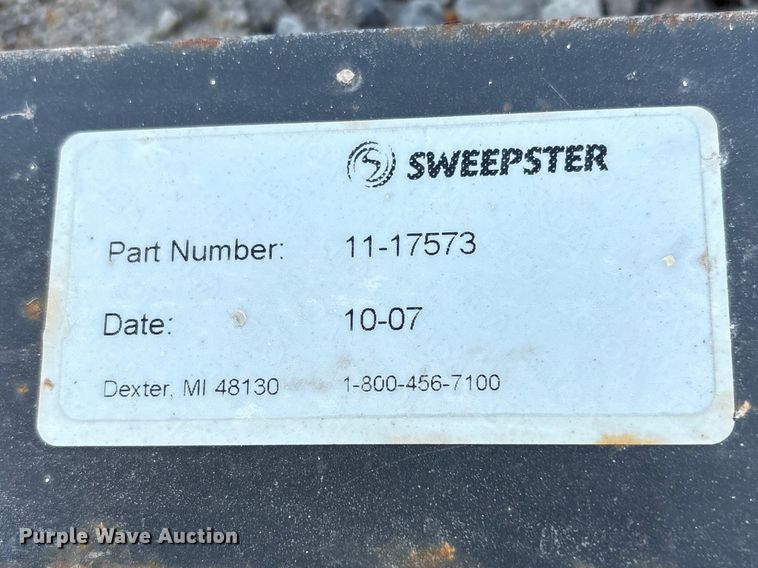 SWEEPSTER
Part Number: 11-17573
Date: 10-07
Dexter, MI 48130 1-800-456-7100
Purple Wave Auction